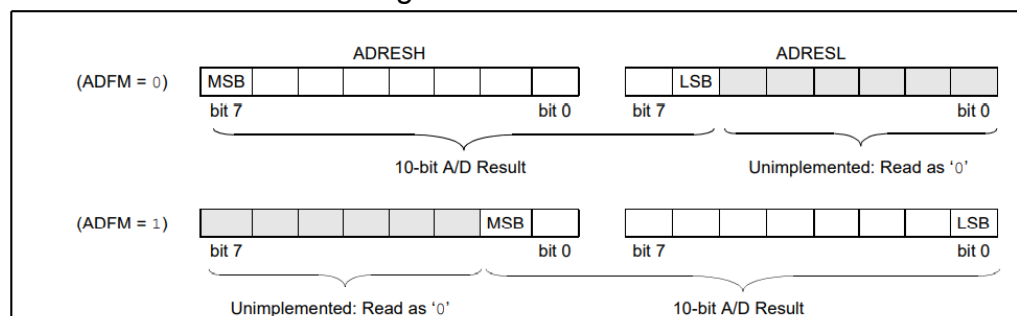 ADRESH ADRESL
(ADFM = 0) MSB LSB
bit 7 bit 0 bit 7 bit 0
10-bit A/D Result Unimplemented: Read as ‘0’
(ADFM = 1) MSB LSB
bit 7 bit 0 bit 7 bit 0
Unimplemented: Read as ‘0’ 10-bit A/D Result